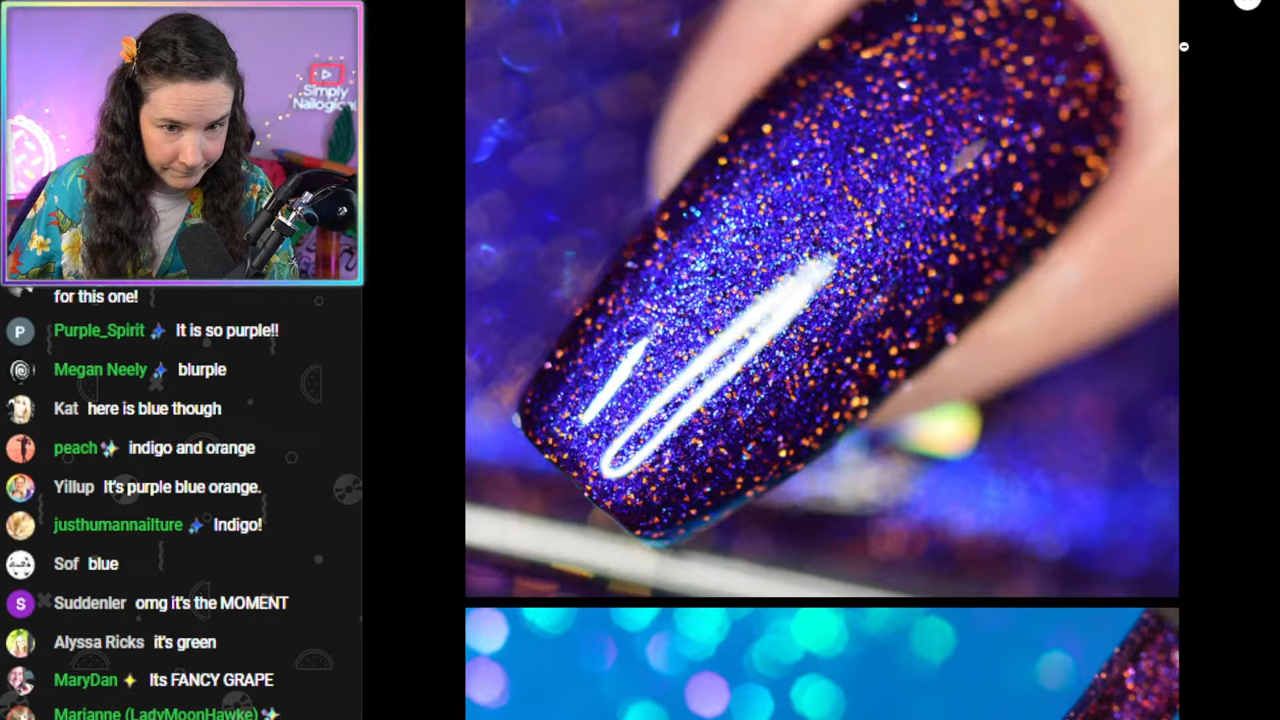 Simply
Nailogical
for this one!
Purple_Spirit It is so purple!!
Megan Neely blurple
Kat here is blue though
peach indigo and orange
Yillup It's purple blue orange.
justhumannailture Indigo!
Sof blue
Suddenler omg it's the MOMENT
Alyssa Ricks it's green
MaryDan Its FANCY GRAPE
Marianne (LadyMoonHawke)
P
S